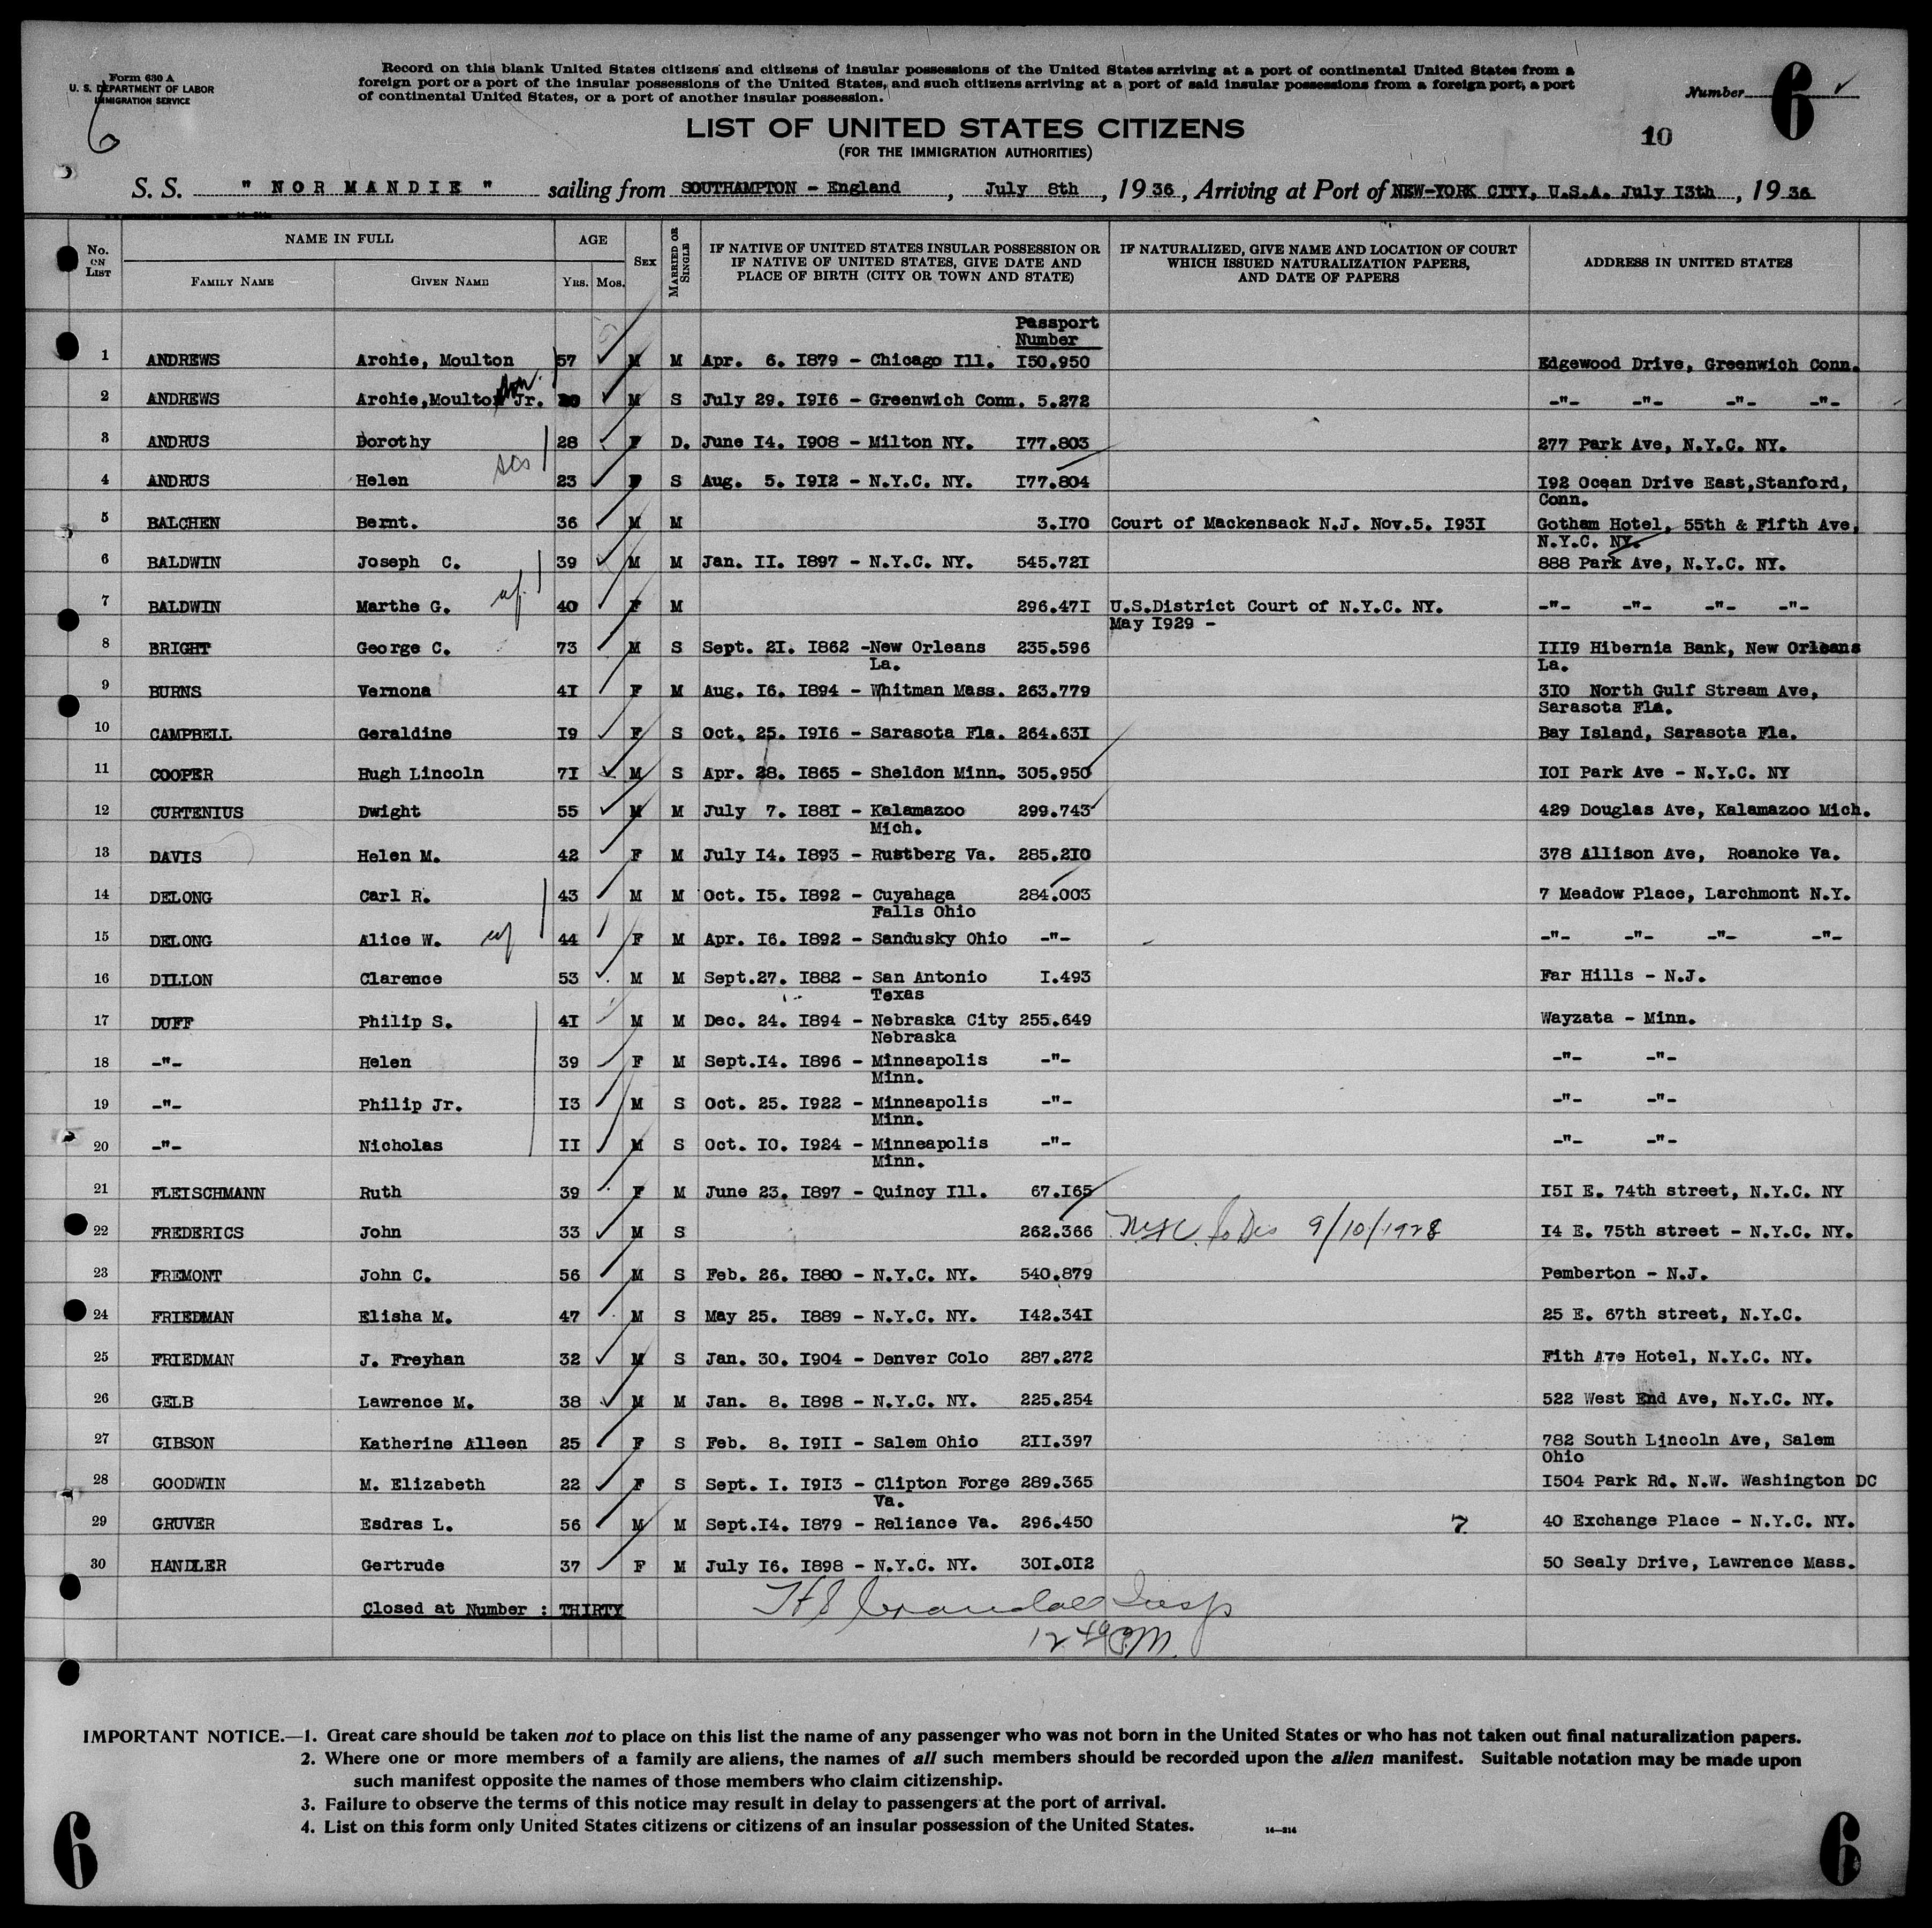 Form 630 A
U. S. DEPARTMENT OF LABOR
IMMIGRATION SERVICE
6
Record on this blank United States citizens and citizens of insular possessions of the United States arriving at a port of continental United States from a
foreign port or a port of the insular possessions of the United States, and such citizens arriving at a port of said insular possessions from a foreign port, a port
of continental United States, or a port of another insular possession.
Number 6
10
LIST OF UNITED STATES CITIZENS
(FOR THE IMMIGRATION AUTHORITIES)
S. S. " NORMANDIE " sailing from SOUTHAMPTON - England, July 8th, 1936, Arriving at Port of NEW-YORK CITY, U.S.A. July 13th, 1936
No. ON LIST NAME IN FULL FAMILY NAME GIVEN NAME AGE YRS. MOS. SEX MARRIED OR SINGLE IF NATIVE OF UNITED STATES INSULAR POSSESSION OR IF NATIVE OF UNITED STATES, GIVE DATE AND PLACE OF BIRTH (CITY OR TOWN AND STATE) IF NATURALIZED, GIVE NAME AND LOCATION OF COURT WHICH ISSUED NATURALIZATION PAPERS, AND DATE OF PAPERS ADDRESS IN UNITED STATES
Passport
Number
1 ANDREWS Archie, Moulton 57 M M Apr. 6. 1879 - Chicago Ill. 150.950 Edgewood Drive, Greenwich Conn.
son.
2 ANDREWS Archie,Moulton Jr. 20 M S July 29. 1916 - Greenwich Conn. 5.272 -"- -"- -"- -"-
3 ANDRUS Dorothy 28 F D. June 14. 1908 - Milton NY. 177.803 277 Park Ave, N.Y.C. NY.
4 ANDRUS Helen 23 F S Aug. 5. 1912 - N.Y.C. NY. 177.804 192 Ocean Drive East,Stanford,
Conn.
5 BALCHEN Bernt. 36 M M 3.170 Court of Mackensack N.J. Nov.5. 1931 Gotham Hotel, 55th & Fifth Ave,
N.Y.C. NY.
6 BALDWIN Joseph C. 39 M M Jan. 11. 1897 - N.Y.C. NY. 545.721 888 Park Ave, N.Y.C. NY.
7 BALDWIN Marthe G. wf. 40 F M 296.471 U.S.District Court of N.Y.C. NY. -"- -"- -"- -"-
May 1929 -
8 BRIGHT George C. 73 M S Sept. 21. 1862 -New Orleans 235.596 1119 Hibernia Bank, New Orleans
La. La.
9 BURNS Vernona 41 F M Aug. 16. 1894 - Whitman Mass. 263.779 310 North Gulf Stream Ave,
Sarasota Fla.
10 CAMPBELL Geraldine 19 F S Oct. 25. 1916 - Sarasota Fla. 264.631 Bay Island, Sarasota Fla.
11 COOPER Hugh Lincoln 71 M S Apr. 28. 1865 - Sheldon Minn. 305.950 101 Park Ave - N.Y.C. NY
12 CURTENIUS Dwight 55 M M July 7. 1881 - Kalamazoo 299.743 429 Douglas Ave, Kalamazoo Mich.
Mich.
13 DAVIS Helen M. 42 F M July 14. 1893 - Rustberg Va. 285.210 378 Allison Ave, Roanoke Va.
14 DELONG Carl R. 43 M M Oct. 15. 1892 - Cuyahaga 284.003 7 Meadow Place, Larchmont N.Y.
Falls Ohio
15 DELONG Alice W. wf 44 F M Apr. 16. 1892 - Sandusky Ohio -"- -"- -"- -"- -"-
16 DILLON Clarence 53 M M Sept.27. 1882 - San Antonio 1.493 Far Hills - N.J.
Texas
17 DUFF Philip S. 41 M M Dec. 24. 1894 - Nebraska City 255.649 Wayzata - Minn.
Nebraska
18 -"- Helen 39 F M Sept.14. 1896 - Minneapolis -"- -"- -"-
Minn.
19 -"- Philip Jr. 13 M S Oct. 25. 1922 - Minneapolis -"- -"- -"-
Minn.
20 -"- Nicholas 11 M S Oct. 10. 1924 - Minneapolis -"- -"- -"-
Minn.
21 FLEISCHMANN Ruth 39 F M June 23. 1897 - Quincy Ill. 67.165 151 E. 74th street, N.Y.C. NY
22 FREDERICS John 33 M S 262.366 9/10/1928 14 E. 75th street - N.Y.C. NY.
23 FREMONT John C. 56 M S Feb. 26. 1880 - N.Y.C. NY. 540.879 Pemberton - N.J.
24 FRIEDMAN Elisha M. 47 M S May 25. 1889 - N.Y.C. NY. 142.341 25 E. 67th street, N.Y.C.
25 FRIEDMAN J. Freyhan 32 M S Jan. 30. 1904 - Denver Colo 287.272 Fith Ave Hotel, N.Y.C. NY.
26 GELB Lawrence M. 38 M M Jan. 8. 1898 - N.Y.C. NY. 225.254 522 West End Ave, N.Y.C. NY.
27 GIBSON Katherine Alleen 25 F S Feb. 8. 1911 - Salem Ohio 211.397 782 South Lincoln Ave, Salem
Ohio
28 GOODWIN M. Elizabeth 22 F S Sept. 1. 1913 - Clipton Forge 289.365 1504 Park Rd. N.W. Washington DC
Va.
29 GRUVER Esdras L. 56 M M Sept.14. 1879 - Reliance Va. 296.450 7 40 Exchange Place - N.Y.C. NY.
30 HANDLER Gertrude 37 F M July 16. 1898 - N.Y.C. NY. 301.012 50 Sealy Drive, Lawrence Mass.
Closed at Number : THIRTY
IMPORTANT NOTICE.—1. Great care should be taken not to place on this list the name of any passenger who was not born in the United States or who has not taken out final naturalization papers.
2. Where one or more members of a family are aliens, the names of all such members should be recorded upon the alien manifest. Suitable notation may be made upon
such manifest opposite the names of those members who claim citizenship.
3. Failure to observe the terms of this notice may result in delay to passengers at the port of arrival.
4. List on this form only United States citizens or citizens of an insular possession of the United States.
14—214
6
6